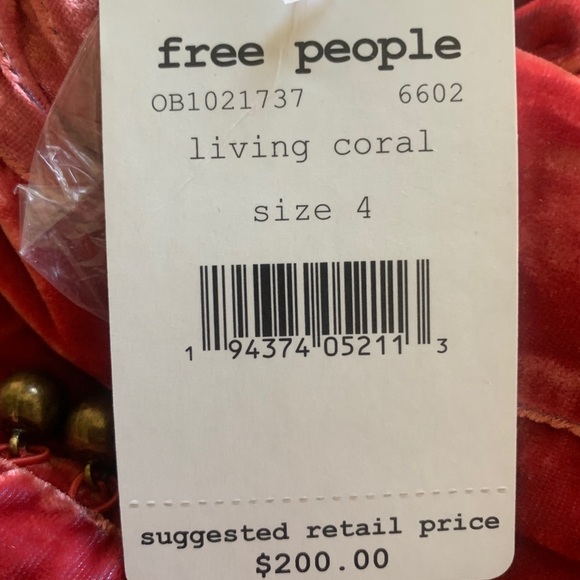 free people
OB1021737 6602
living coral
size 4
1 94374 05211 3
suggested retail price
$200.00